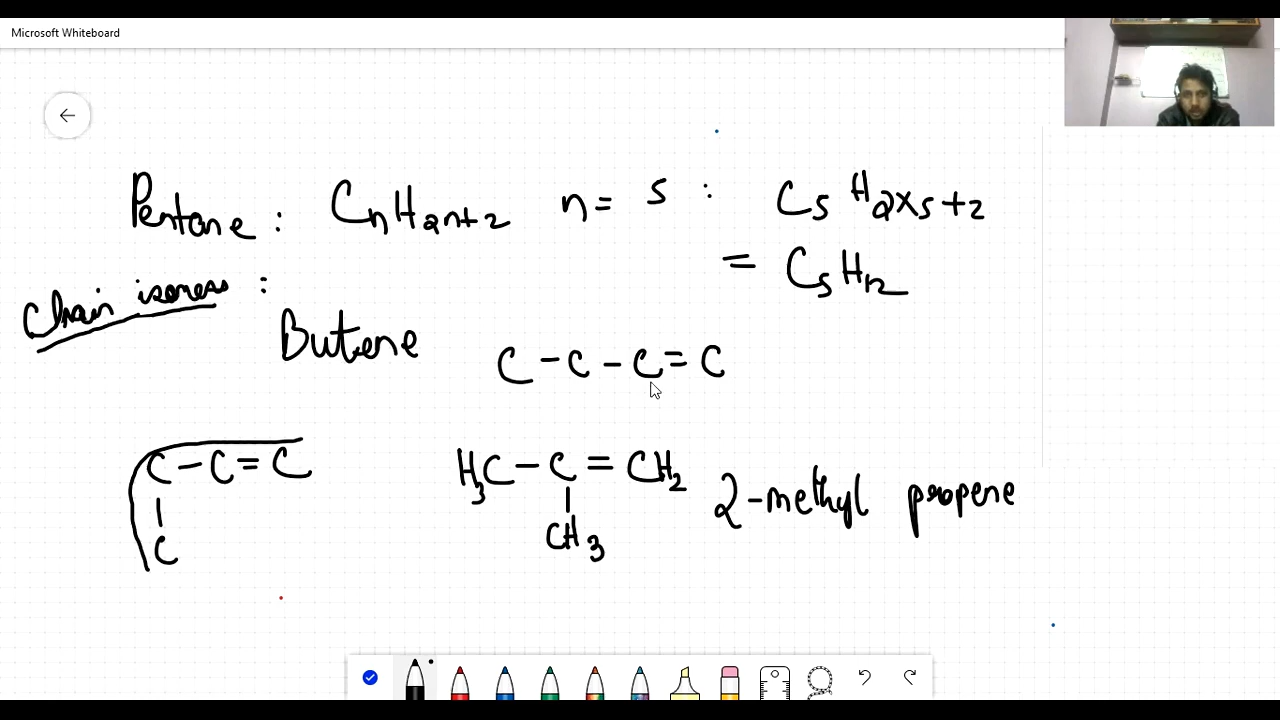 Microsoft Whiteboard
Pentane : CnH2n+2 n= 5 : C5 H2x5+2
= C5H12
Chain isomers :
Butene
C - C - C = C
C - C = C
C
H3C - C = CH2
CH3
2-methyl propene